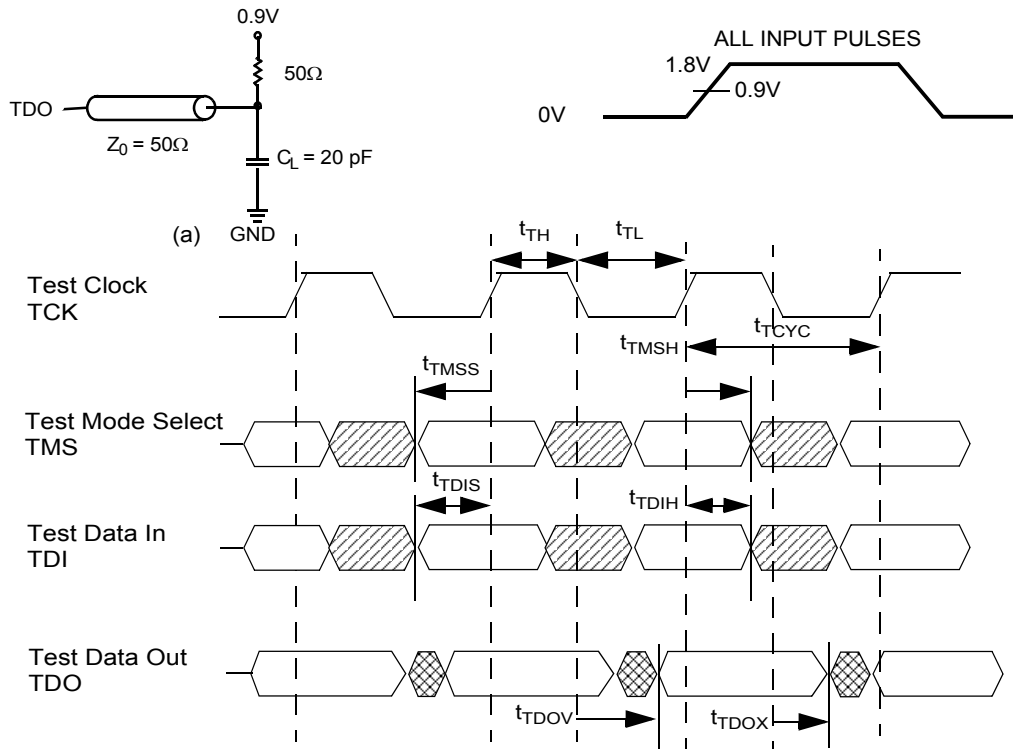 0.9V
50Ω
TDO
Z0 = 50Ω
CL = 20 pF
(a)
GND
ALL INPUT PULSES
1.8V
0.9V
0V
tTH
tTL
Test Clock
TCK
tTMSH
tTCYC
tTMSS
Test Mode Select
TMS
tTDIS
tTDIH
Test Data In
TDI
Test Data Out
TDO
tTDOV
tTDOX